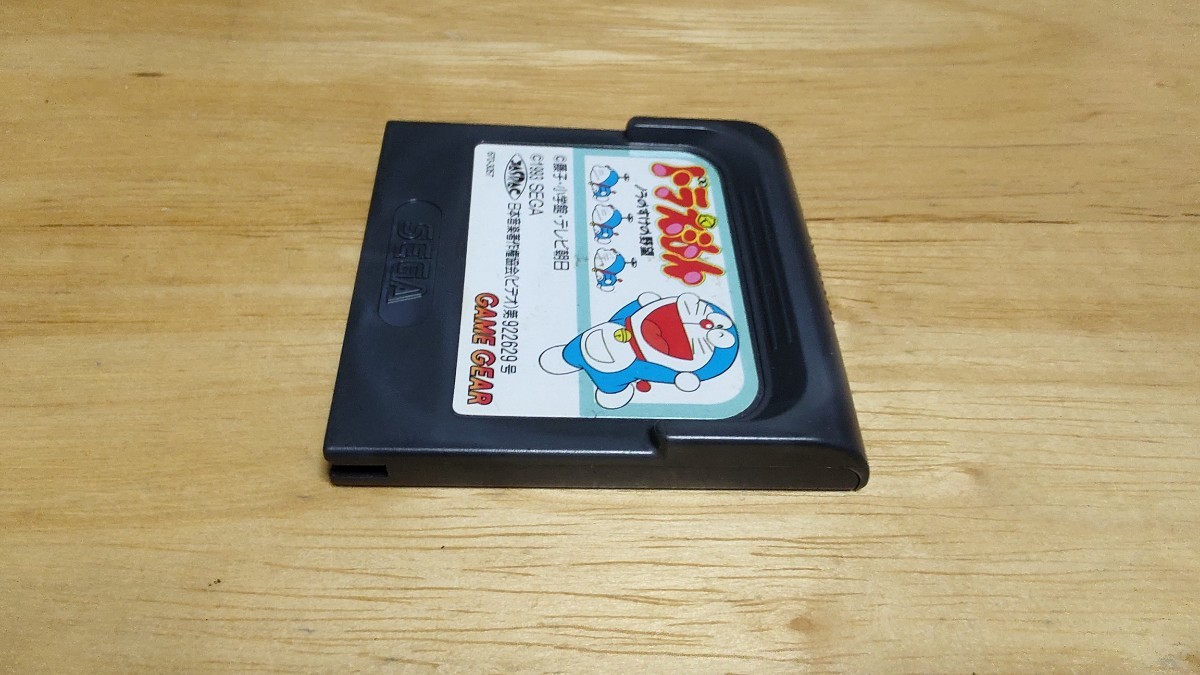 ドラえもん
ノラのすけの野望
©藤子・小学館・テレビ朝日
©1993 SEGA
JASRAC 日本音楽著作権協会(ビデオ)第922629号
GAME GEAR
SEGA